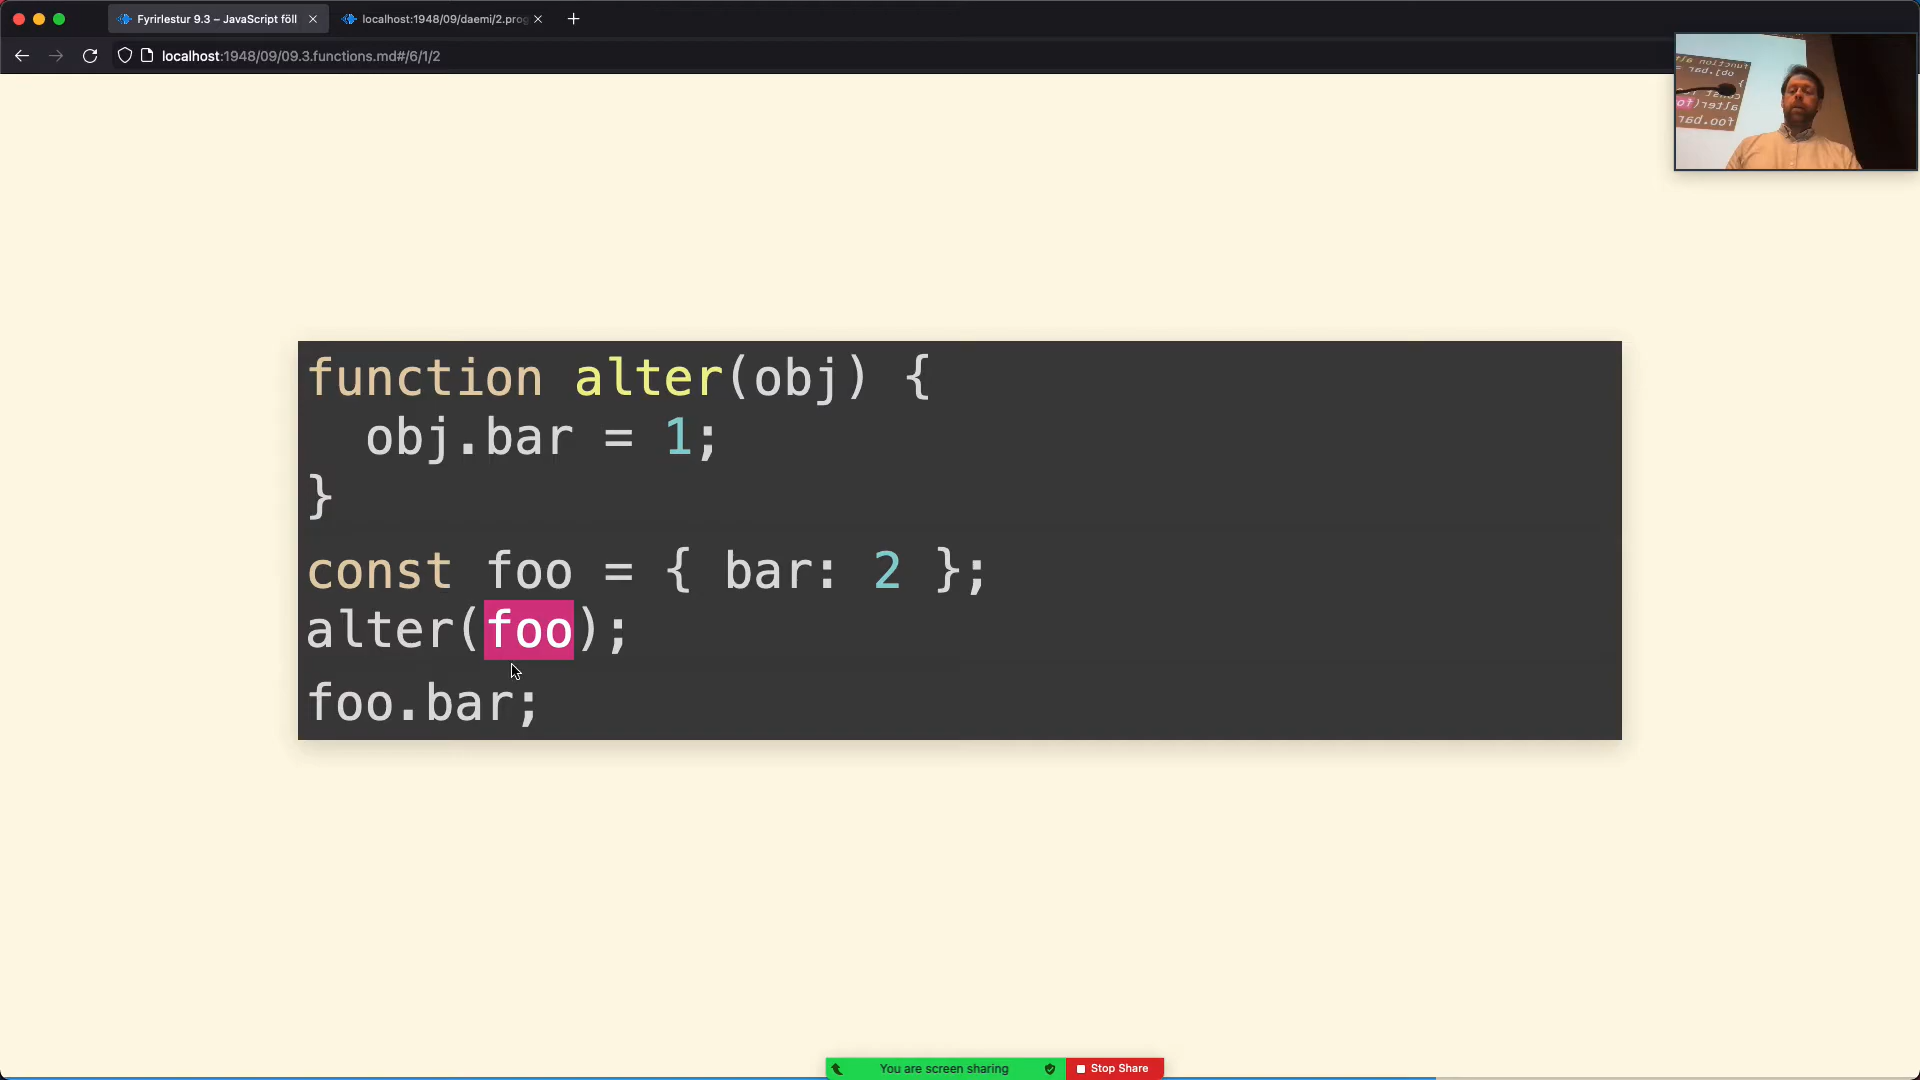 Fyrirlestur 9.3 – JavaScript föll
localhost:1948/09/daemi/2.prog
localhost:1948/09/09.3.functions.md#/6/1/2
function alter(obj) {
obj.bar = 1;
}
const foo = { bar: 2 };
alter(foo);
foo.bar;
You are screen sharing
Stop Share